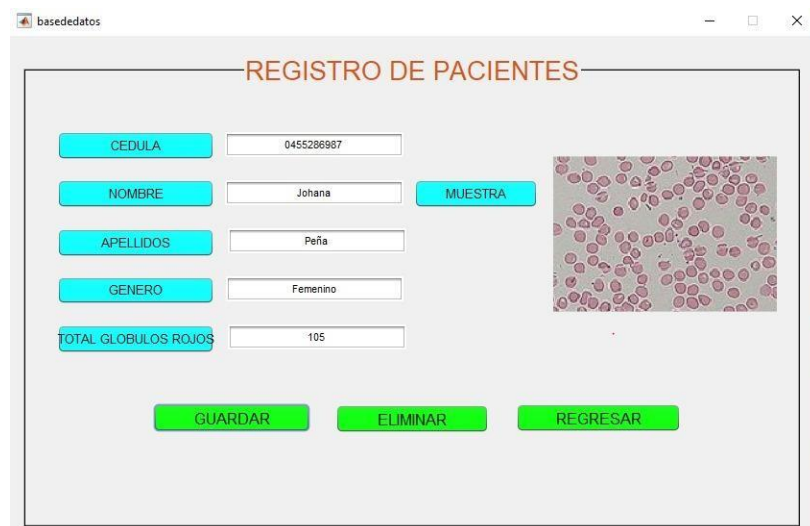 basededatos
REGISTRO DE PACIENTES
CEDULA 0455286987
NOMBRE Johana MUESTRA
APELLIDOS Peña
GENERO Femenino
TOTAL GLOBULOS ROJOS 105
GUARDAR ELIMINAR REGRESAR